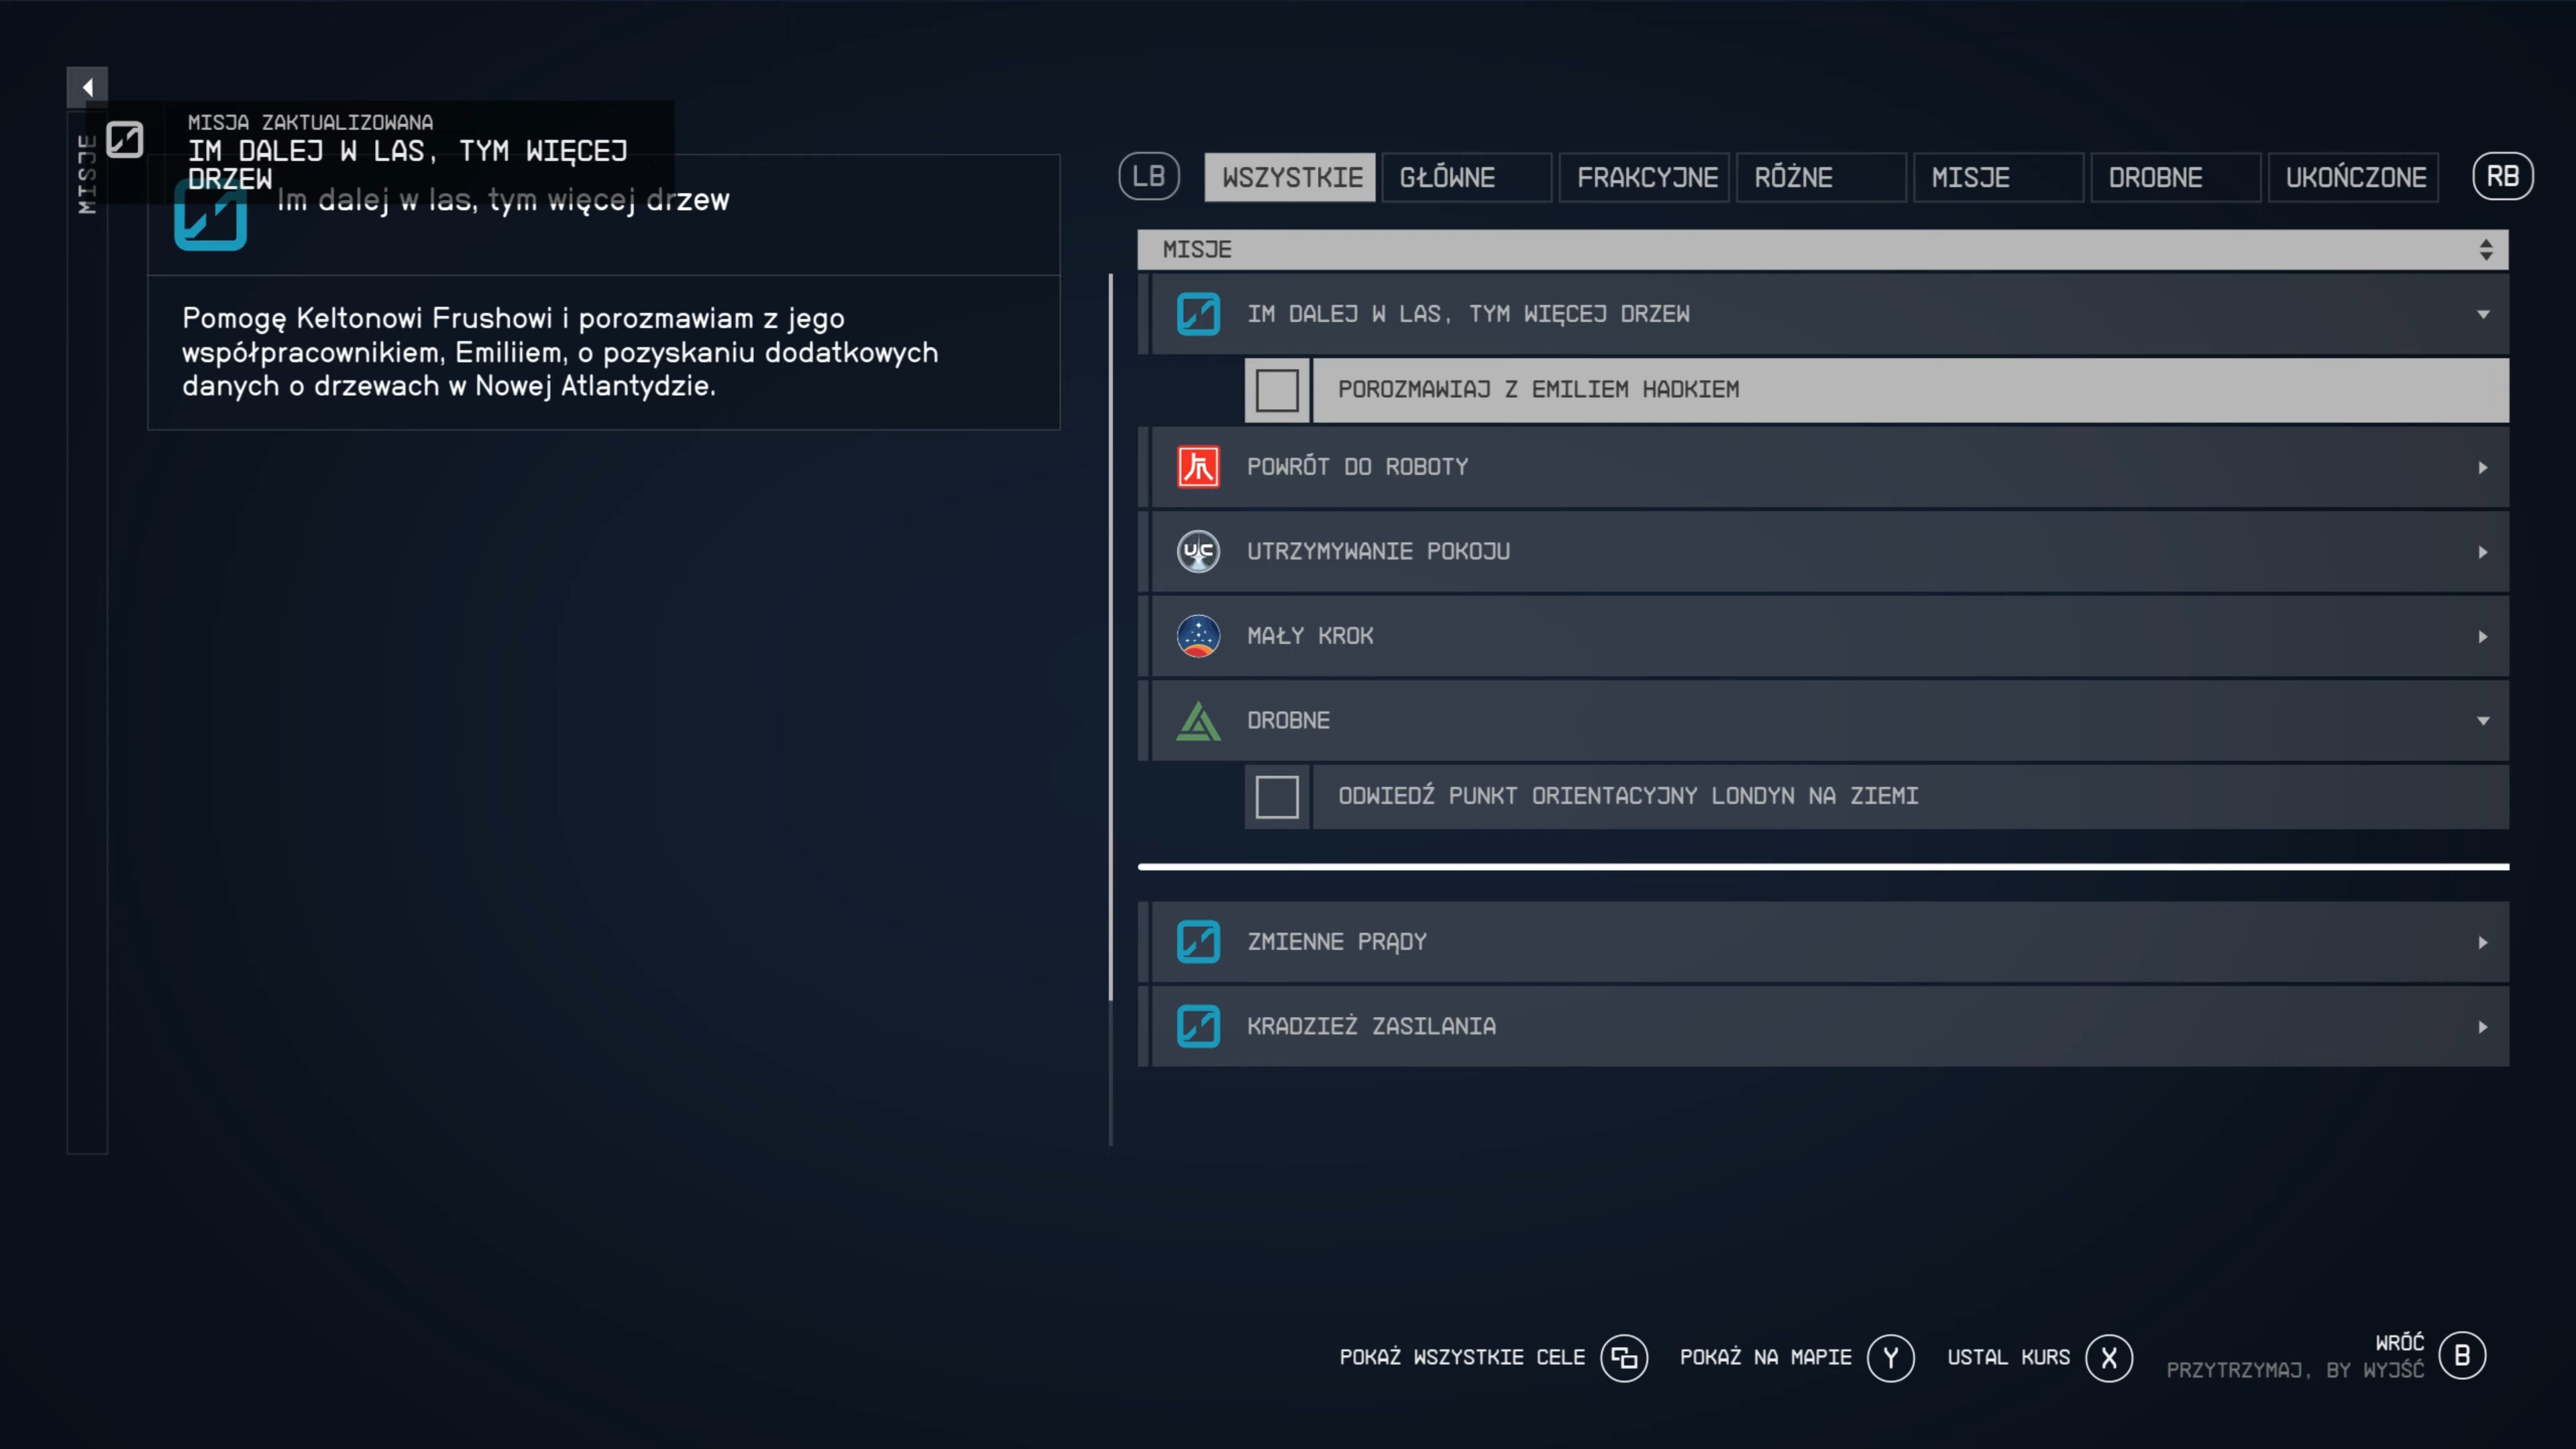 MISJE
MISJA ZAKTUALIZOWANA
IM DALEJ W LAS, TYM WIĘCEJ
DRZEW
Im dalej w las, tym więcej drzew
Pomogę Keltonowi Frushowi i porozmawiam z jego
współpracownikiem, Emiliiem, o pozyskaniu dodatkowych
danych o drzewach w Nowej Atlantydzie.
LB WSZYSTKIE GŁÓWNE FRAKCYJNE RÓŻNE MISJE DROBNE UKOŃCZONE RB
MISJE
IM DALEJ W LAS, TYM WIĘCEJ DRZEW
POROZMAWIAJ Z EMILIEM HADKIEM
POWRÓT DO ROBOTY
UC UTRZYMYWANIE POKOJU
MAŁY KROK
DROBNE
ODWIEDŹ PUNKT ORIENTACYJNY LONDYN NA ZIEMI
ZMIENNE PRĄDY
KRADZIEŻ ZASILANIA
POKAŻ WSZYSTKIE CELE POKAŻ NA MAPIE Y USTAL KURS X WRÓĆ B
PRZYTRZYMAJ, BY WYJŚĆ